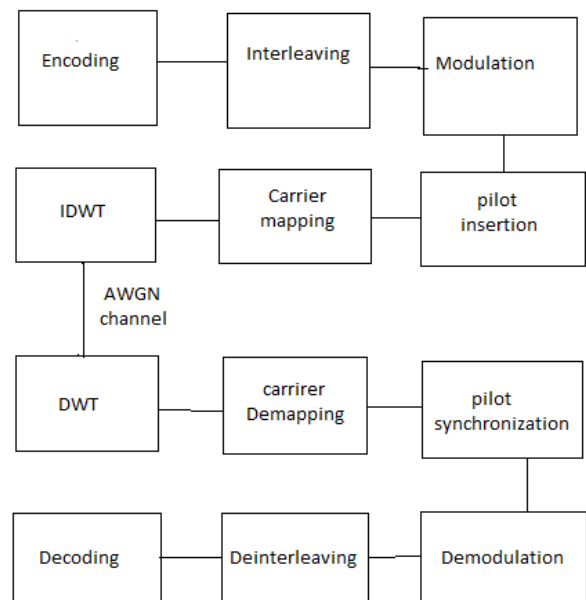 Encoding
Interleaving
Modulation
IDWT
Carrier
mapping
pilot
insertion
AWGN
channel
DWT
carrirer
Demapping
pilot
synchronization
Decoding
Deinterleaving
Demodulation